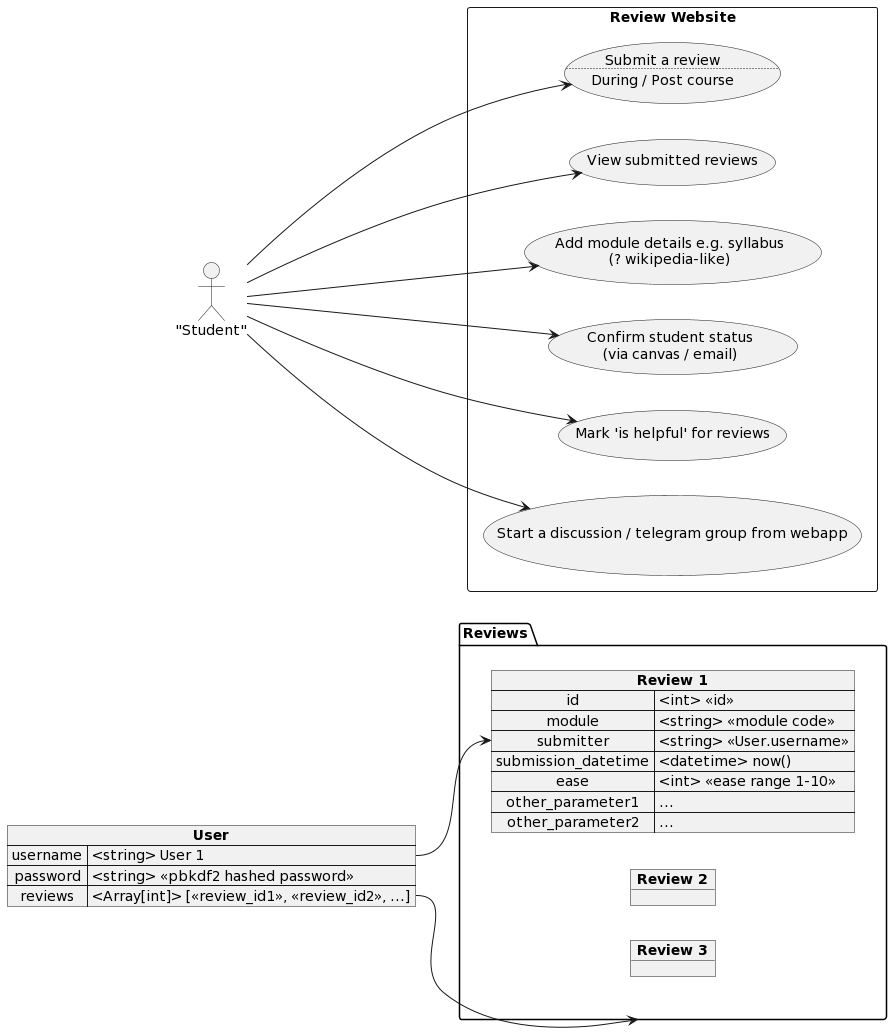 Review Website
Submit a review
During / Post course
View submitted reviews
Add module details e.g. syllabus
(? wikipedia-like)
"Student"
Confirm student status
(via canvas / email)
Mark 'is helpful' for reviews
Start a discussion / telegram group from webapp
Reviews
Review 1
id <int> «id»
module <string> «module code»
submitter <string> «User.username»
submission_datetime <datetime> now()
ease <int> «ease range 1-10»
other_parameter1 ...
other_parameter2 ...
User
username <string> User 1
password <string> «pbkdf2 hashed password»
reviews <Array[int]> [«review_id1», «review_id2», ...]
Review 2
Review 3